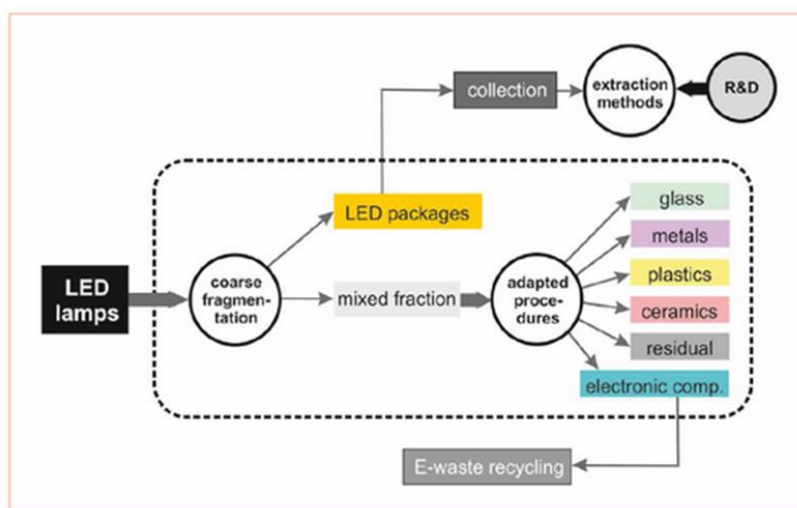 collection
extraction
methods
R&D
LED packages
glass
metals
LED
lamps
coarse
fragmen-
tation
mixed fraction
adapted
proce-
dures
plastics
ceramics
residual
electronic comp.
E-waste recycling